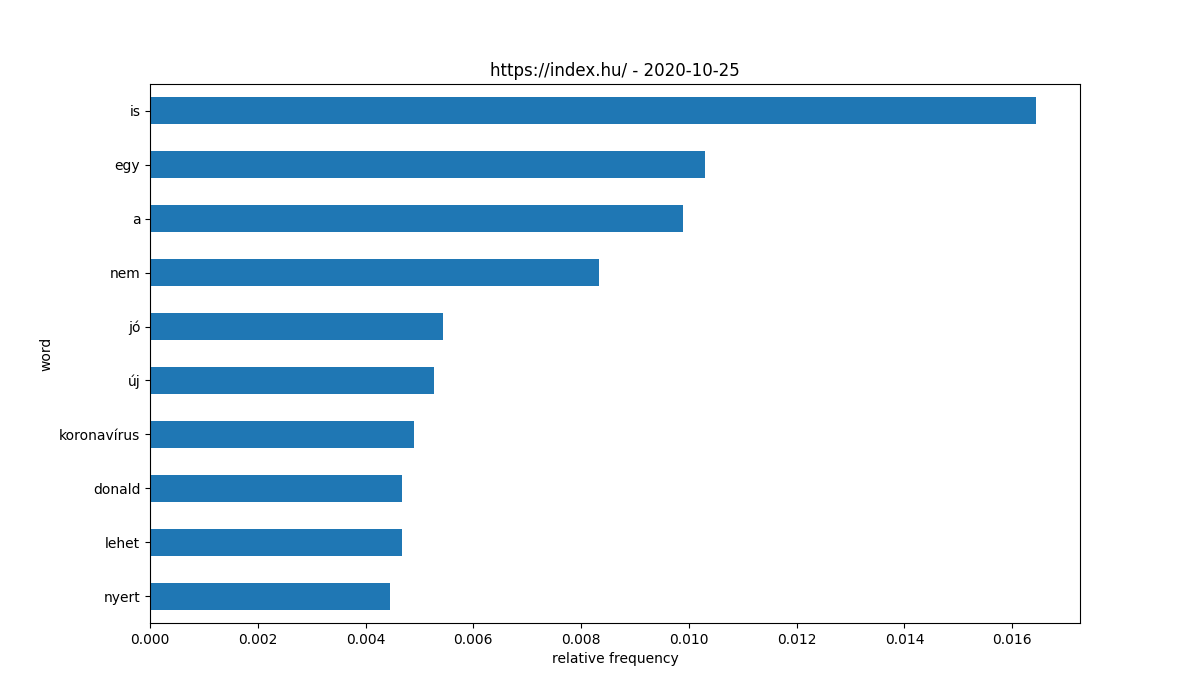 https://index.hu/ - 2020-10-25
is
egy
a
nem
jó
új
koronavírus
donald
lehet
nyert
word
0.000 0.002 0.004 0.006 0.008 0.010 0.012 0.014 0.016
relative frequency